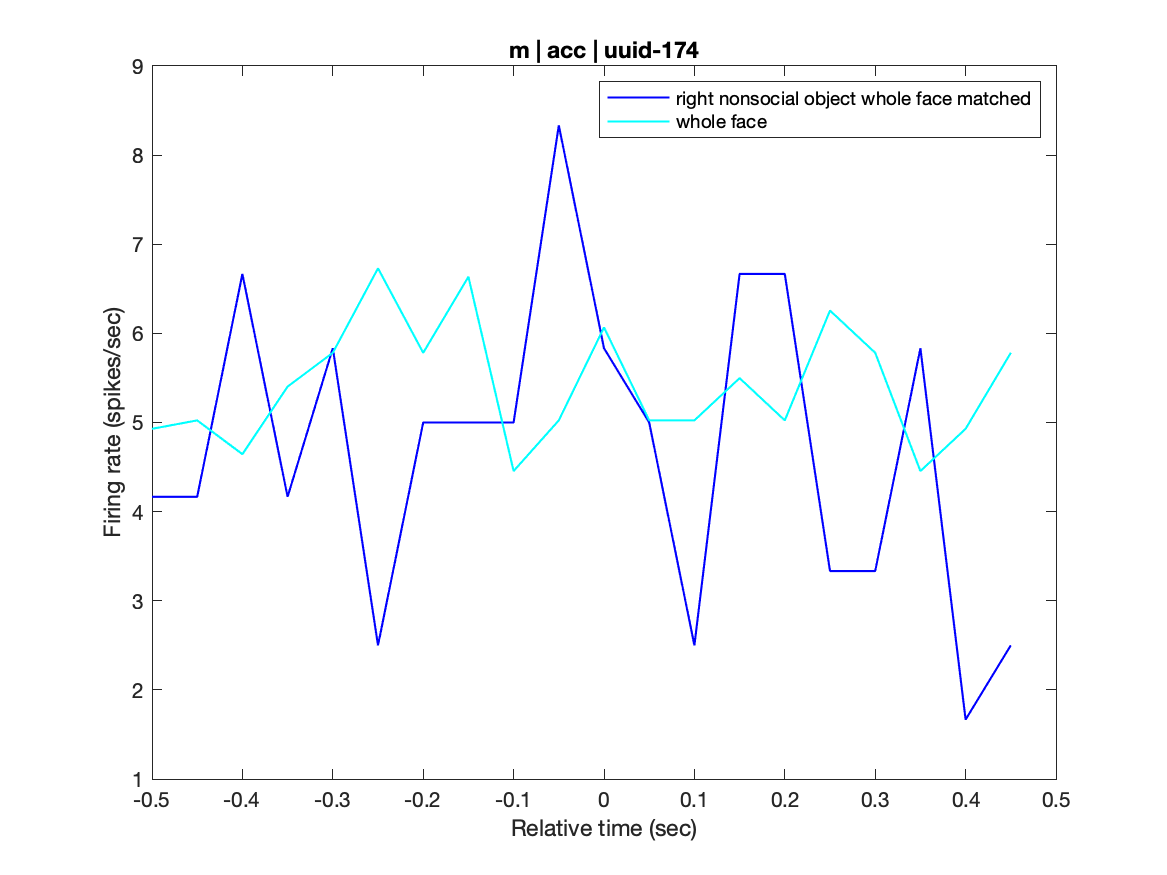 m | acc | uuid-174
right nonsocial object whole face matched
whole face
Firing rate (spikes/sec)
9
8
7
6
5
4
3
2
1
-0.5 -0.4 -0.3 -0.2 -0.1 0 0.1 0.2 0.3 0.4 0.5
Relative time (sec)